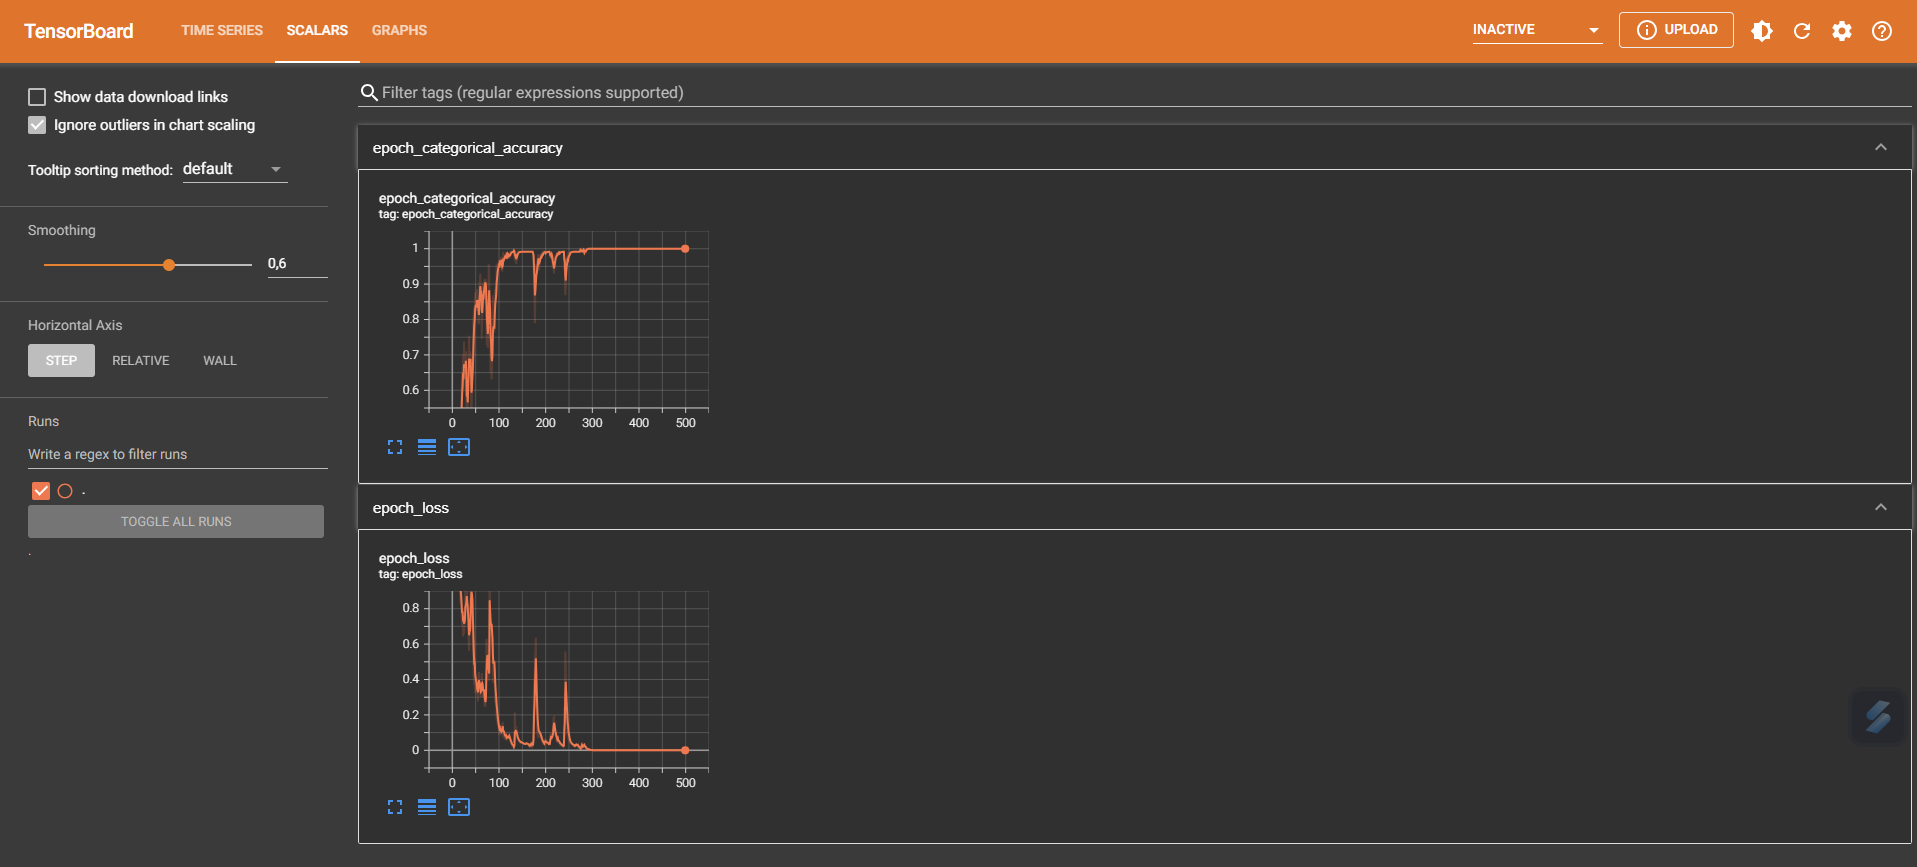 TensorBoard
TIME SERIES
SCALARS
GRAPHS
INACTIVE
UPLOAD
Show data download links
Ignore outliers in chart scaling
Tooltip sorting method: default
Smoothing
0,6
Horizontal Axis
STEP
RELATIVE
WALL
Runs
Write a regex to filter runs
.
TOGGLE ALL RUNS
.
Filter tags (regular expressions supported)
epoch_categorical_accuracy
epoch_categorical_accuracy
tag: epoch_categorical_accuracy
1
0.9
0.8
0.7
0.6
0 100 200 300 400 500
epoch_loss
epoch_loss
tag: epoch_loss
0.8
0.6
0.4
0.2
0
0 100 200 300 400 500